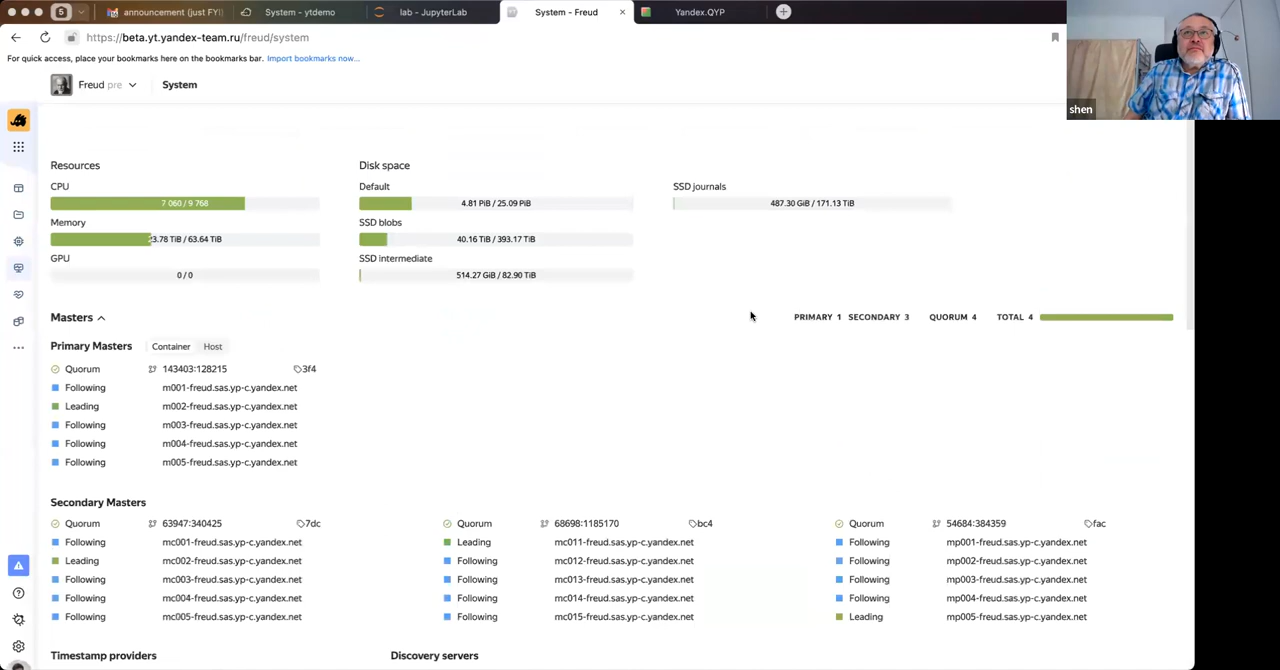 5
announcement (just FYI
System - ytdemo
lab - JupyterLab
System - Freud
Yandex.QYP
https://beta.yt.yandex-team.ru/freud/system
For quick access, place your bookmarks here on the bookmarks bar. Import bookmarks now...
shen
Freud pre
System
Resources
Disk space
CPU
Default
SSD journals
7 060 / 9 768
4.81 PiB / 25.09 PiB
487.30 GiB / 171.13 TiB
Memory
SSD blobs
3.78 TiB / 63.64 TiB
40.16 TiB / 393.17 TiB
GPU
SSD intermediate
0 / 0
514.27 GiB / 82.90 TiB
Masters
PRIMARY 1 SECONDARY 3 QUORUM 4 TOTAL 4
Primary Masters
Container
Host
Quorum 143403:128215 3f4
Following m001-freud.sas.yp-c.yandex.net
Leading m002-freud.sas.yp-c.yandex.net
Following m003-freud.sas.yp-c.yandex.net
Following m004-freud.sas.yp-c.yandex.net
Following m005-freud.sas.yp-c.yandex.net
Secondary Masters
Quorum 63947:340425 7dc
Following mc001-freud.sas.yp-c.yandex.net
Leading mc002-freud.sas.yp-c.yandex.net
Following mc003-freud.sas.yp-c.yandex.net
Following mc004-freud.sas.yp-c.yandex.net
Following mc005-freud.sas.yp-c.yandex.net
Quorum 68698:1185170 bc4
Leading mc011-freud.sas.yp-c.yandex.net
Following mc012-freud.sas.yp-c.yandex.net
Following mc013-freud.sas.yp-c.yandex.net
Following mc014-freud.sas.yp-c.yandex.net
Following mc015-freud.sas.yp-c.yandex.net
Quorum 54684:384359 fac
Following mp001-freud.sas.yp-c.yandex.net
Following mp002-freud.sas.yp-c.yandex.net
Following mp003-freud.sas.yp-c.yandex.net
Following mp004-freud.sas.yp-c.yandex.net
Leading mp005-freud.sas.yp-c.yandex.net
Timestamp providers
Discovery servers